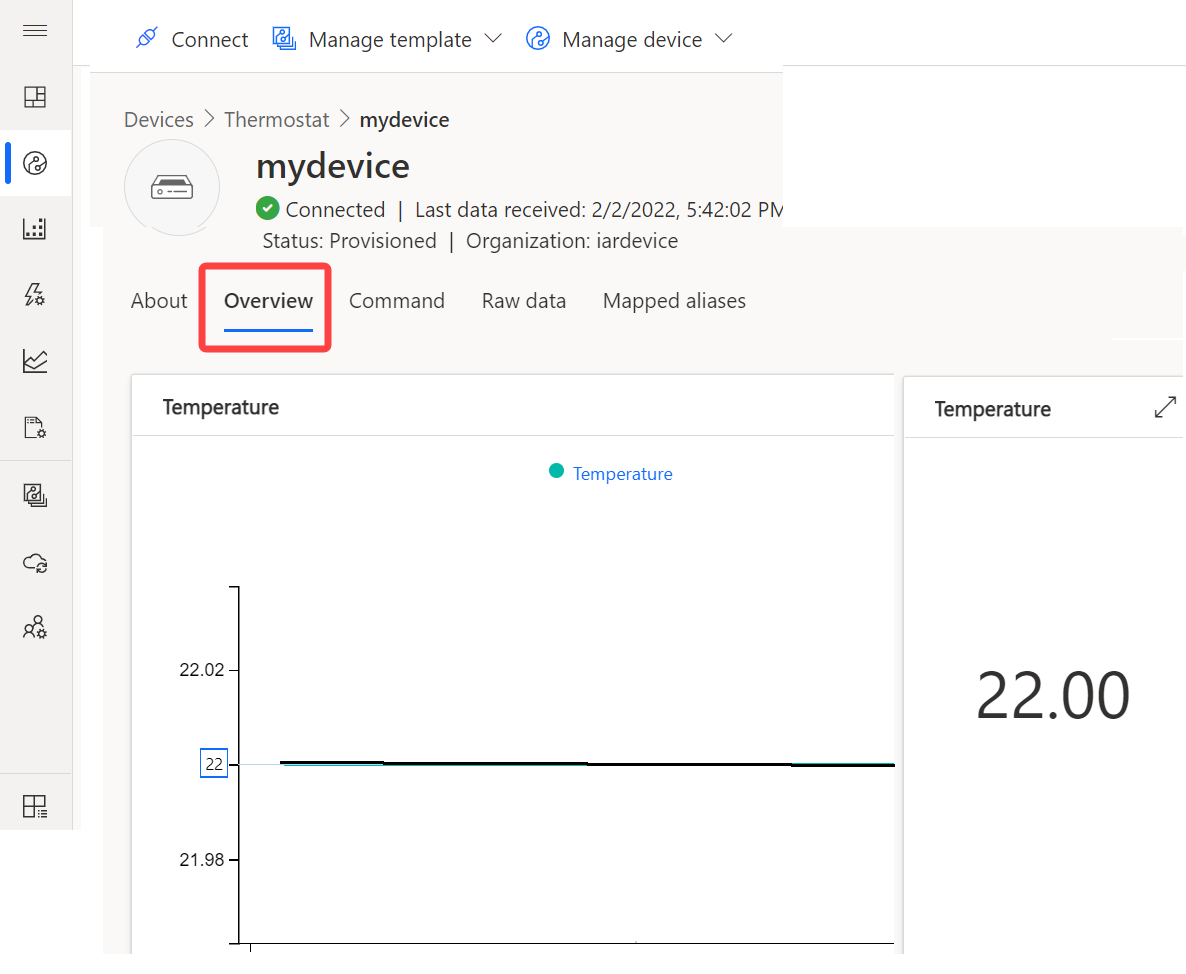 Connect Manage template Manage device
Devices > Thermostat > mydevice
mydevice
Connected | Last data received: 2/2/2022, 5:42:02 PM
Status: Provisioned | Organization: iardevice
About Overview Command Raw data Mapped aliases
Temperature
Temperature
22.02
22
21.98
Temperature
22.00